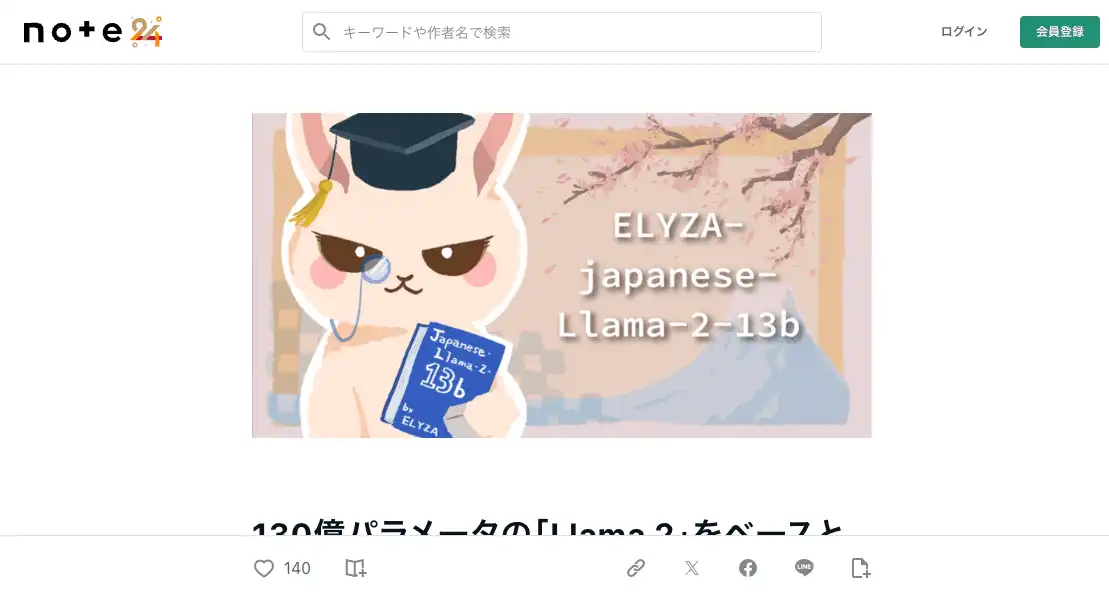 note 24
キーワードや作者名で検索
ログイン
会員登録
ELYZA-
japanese-
Llama-2-13b
Japanese-
Llama-2-
13b
by
ELYZA
130億パラメータの「Llama 2」をベースと
140
LINE